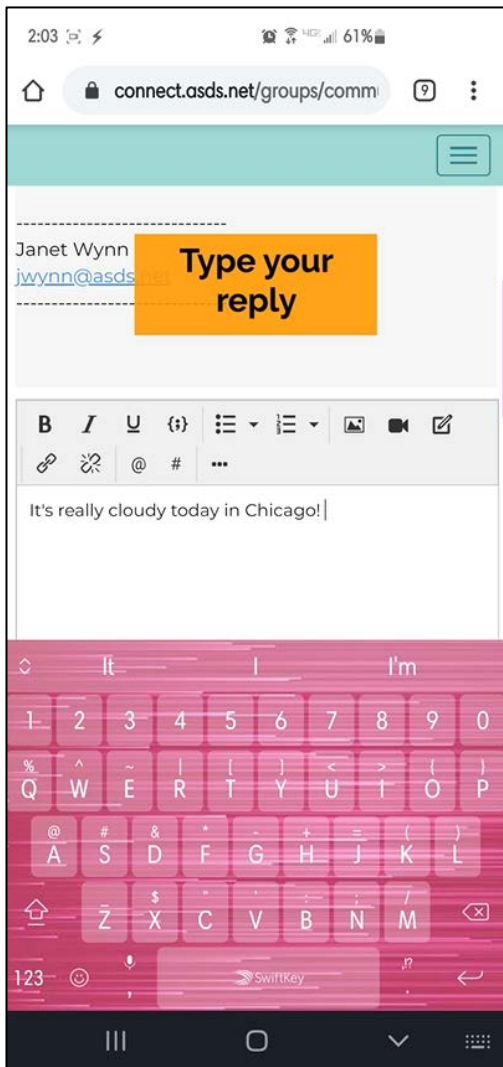 2:03 4GE 61%
connect.asds.net/groups/comm 9
------------------------------
Janet Wynn
jwynn@asds.net
------------------------------
Type your
reply
B I U {;} @ # •••
It's really cloudy today in Chicago!
It I I'm
1 2 3 4 5 6 7 8 9 0
% ^ ~ | [ ] < > { }
Q W E R T Y U I O P
@ # & * - + = ( )
A S D F G H J K L
_ $ " ' : ; /
Z X C V B N M
123 , SwiftKey ,!? .